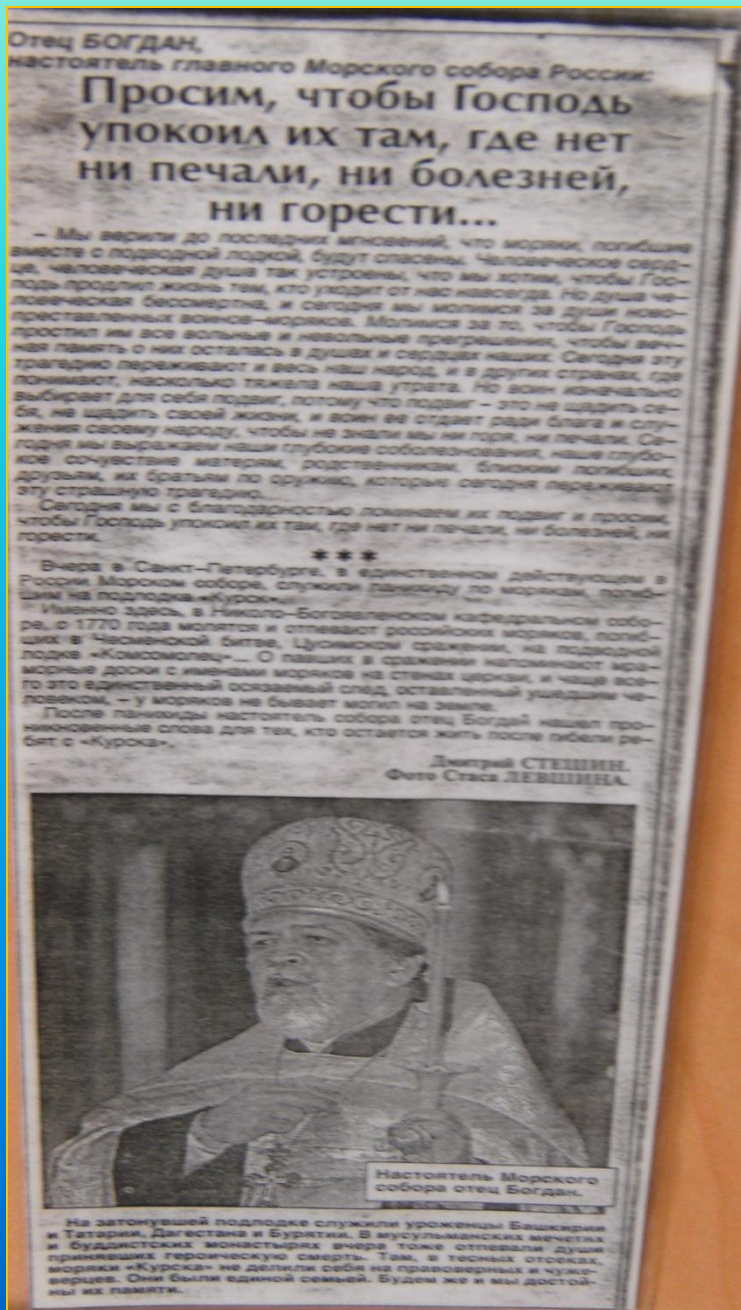 Отец БОГДАН,
настоятель главного Морского собора России:
Просим, чтобы Господь
упокоил их там, где нет
ни печали, ни болезней,
ни горести...
– Мы верили до последних мгновений, что моряки, погибшие
вместе с подводной лодкой, будут спасены. Человеческое серд-
це, человеческая душа так устроены, что мы хотим, чтобы Гос-
подь продлил жизнь тем, кто уходит от нас навсегда. Но душа че-
ловеческая бессмертна, и сегодня мы молимся за души ново-
преставленных воинов–моряков. Молимся за то, чтобы Господь
простил им все вольные и невольные прегрешения, чтобы веч-
ная память о них осталась в душах и сердцах наших. Сегодня эту
трагедию переживают и весь наш народ, и в других странах, где
понимают, насколько тяжела наша утрата. Но воин изначально
выбирает для себя подвиг, потому что подвиг – это не щадить се-
бя, не щадить своей жизни, и воин ее отдает ради блага и слу-
жения своему народу, чтобы не знали мы ни горя, ни печали. Се-
годня мы выражаем наши глубокие соболезнования, наше глубо-
кое сочувствие матерям, родственникам, близким погибших,
друзьям, их братьям по оружию, которые сегодня переживают
эту страшную трагедию.
Сегодня мы с благодарностью поминаем их подвиг и просим,
чтобы Господь упокоил их там, где нет ни печали, ни болезней, ни
горести.
***
Вчера в Санкт–Петербурге, в единственном действующем в
России Морском соборе, служили панихиду по морякам, погиб-
шим на подлодке «Курск».
Именно здесь, в Николо–Богоявленском кафедральном собо-
ре, с 1770 года молятся и отпевают российских моряков, погиб-
ших в Чесменской битве, Цусимском сражении, на подводной
лодке «Комсомолец»... О павших в сражении напоминают мра-
морные доски с именами моряков на стенах церкви, и чаще все-
го это единственный осязаемый след, оставленный ушедшим че-
ловеком, – у моряков не бывает могил на земле.
После панихиды настоятель собора отец Богдан нашел про-
никновенные слова для тех, кто остается жить после гибели ре-
бят с «Курска».
Дмитрий СТЕШИН.
Фото Стаса ЛЕВШИНА.
Настоятель Морского
собора отец Богдан.
На затонувшей подлодке служили уроженцы Башкирии
и Татарии, Дагестана и Бурятии. В мусульманских мечетях
и буддистских монастырях вчера тоже отпевали души
принявших героическую смерть. Там, в тесных отсеках,
моряки «Курска» не делили себя на правоверных и чужо-
верцев. Они были единой семьей. Будем же и мы достой-
ны их памяти.